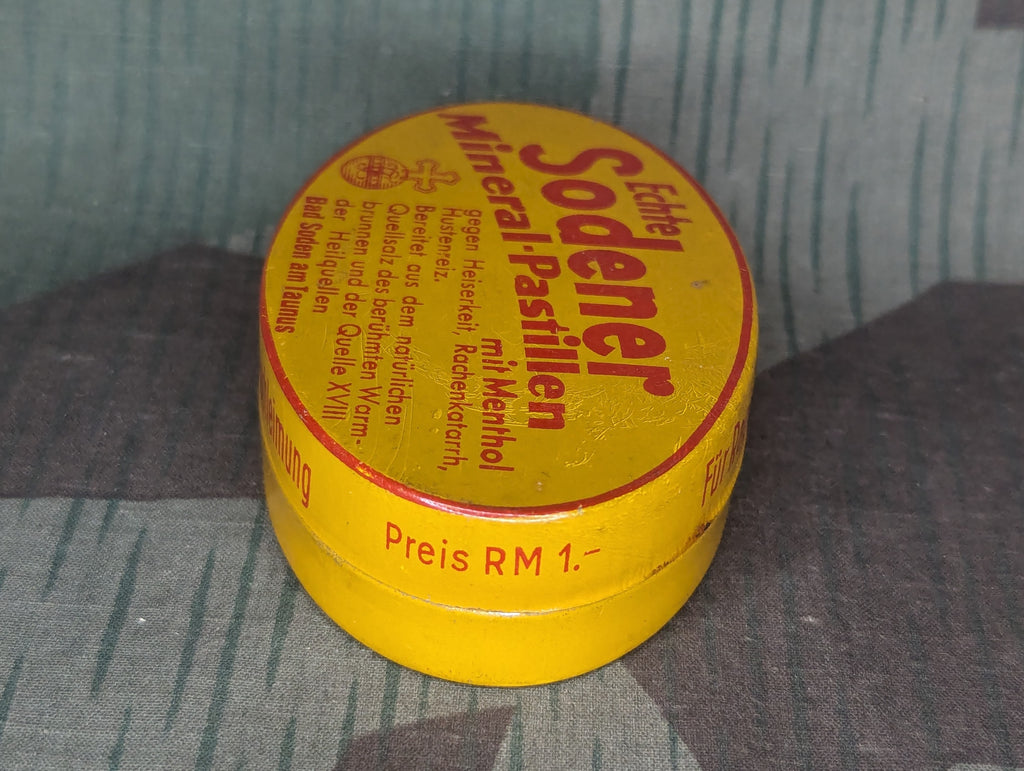 Echte
Sodener
Mineral-Pastillen
mit Menthol
gegen Heiserkeit, Rachenkatarrh,
Hustenreiz.
Bereitet aus dem natürlichen
Quellsalz des berühmten Warm-
brunnen und der Quelle XVIII
der Heilquellen
Bad Soden am Taunus
Preis RM 1.–
Für